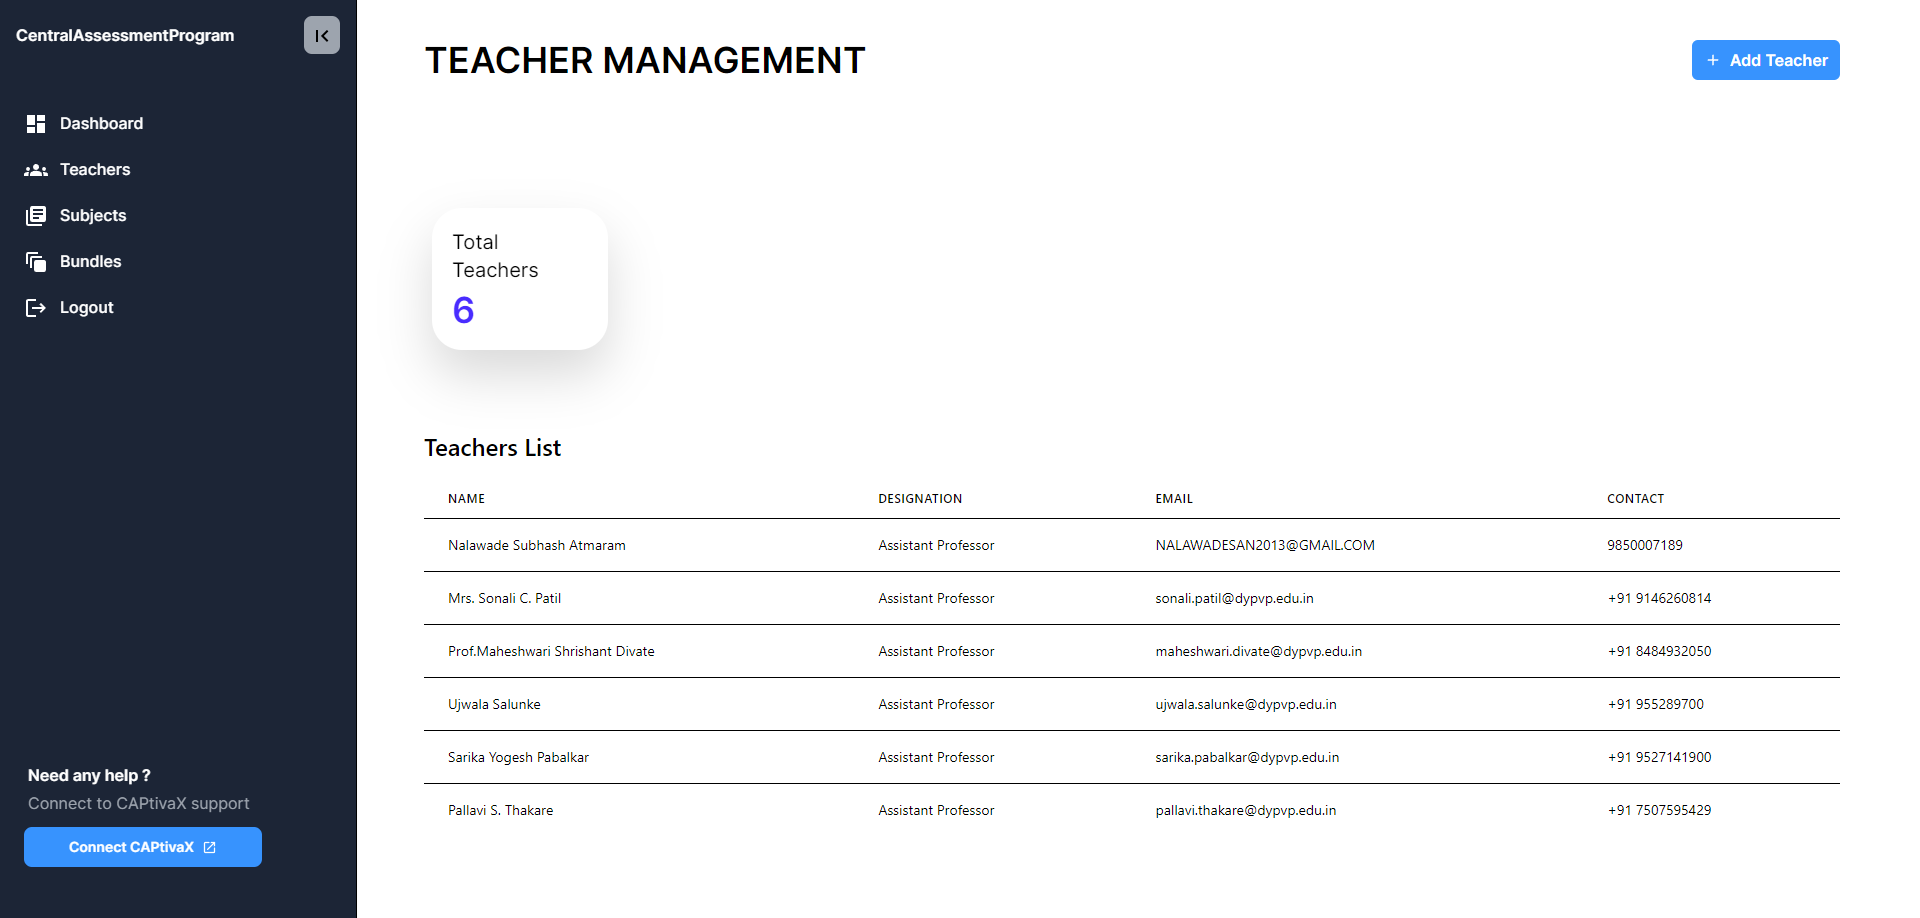 CentralAssessmentProgram
Dashboard
Teachers
Subjects
Bundles
Logout
Need any help ?
Connect to CAPtivaX support
Connect CAPtivaX
TEACHER MANAGEMENT
+ Add Teacher
Total
Teachers
6
Teachers List
NAME DESIGNATION EMAIL CONTACT
Nalawade Subhash Atmaram Assistant Professor NALAWADESAN2013@GMAIL.COM 9850007189
Mrs. Sonali C. Patil Assistant Professor sonali.patil@dypvp.edu.in +91 9146260814
Prof.Maheshwari Shrishant Divate Assistant Professor maheshwari.divate@dypvp.edu.in +91 8484932050
Ujwala Salunke Assistant Professor ujwala.salunke@dypvp.edu.in +91 955289700
Sarika Yogesh Pabalkar Assistant Professor sarika.pabalkar@dypvp.edu.in +91 9527141900
Pallavi S. Thakare Assistant Professor pallavi.thakare@dypvp.edu.in +91 7507595429